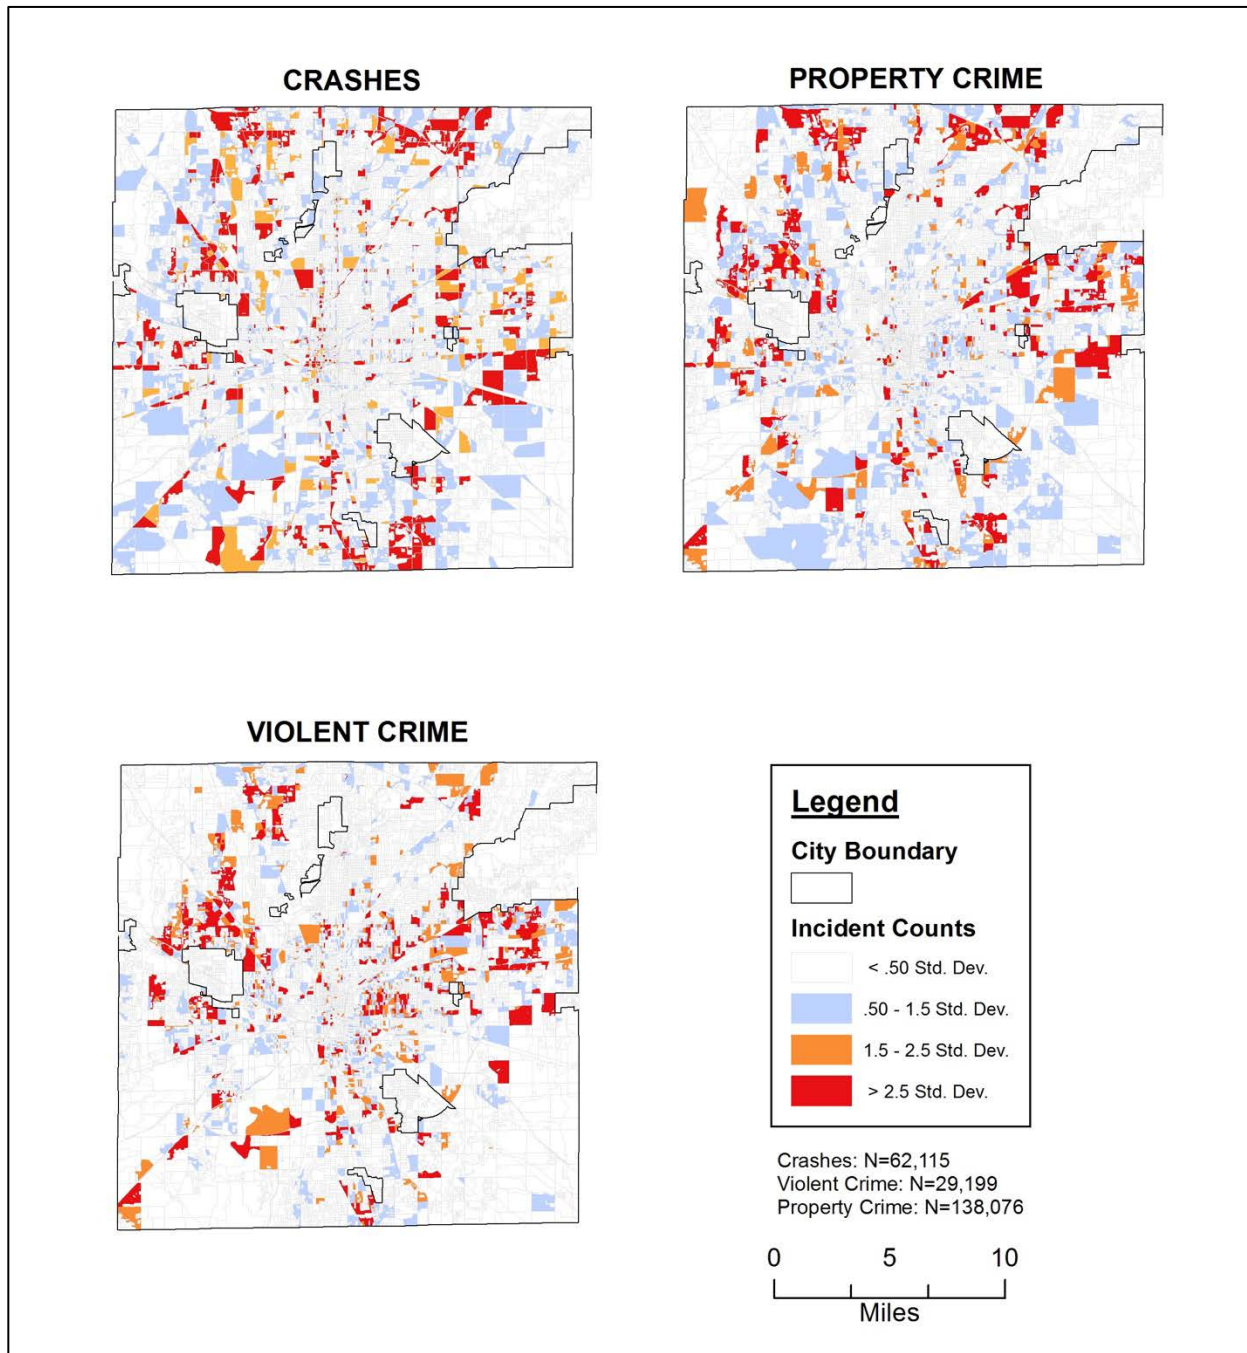 CRASHES
PROPERTY CRIME
VIOLENT CRIME
Legend
City Boundary
Incident Counts
< .50 Std. Dev.
.50 - 1.5 Std. Dev.
1.5 - 2.5 Std. Dev.
> 2.5 Std. Dev.
Crashes: N=62,115
Violent Crime: N=29,199
Property Crime: N=138,076
0 5 10
Miles